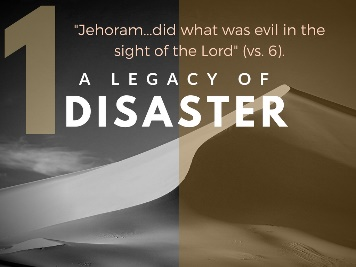 1
"Jehoram...did what was evil in the
sight of the Lord" (vs. 6).
A LEGACY OF
DISASTER